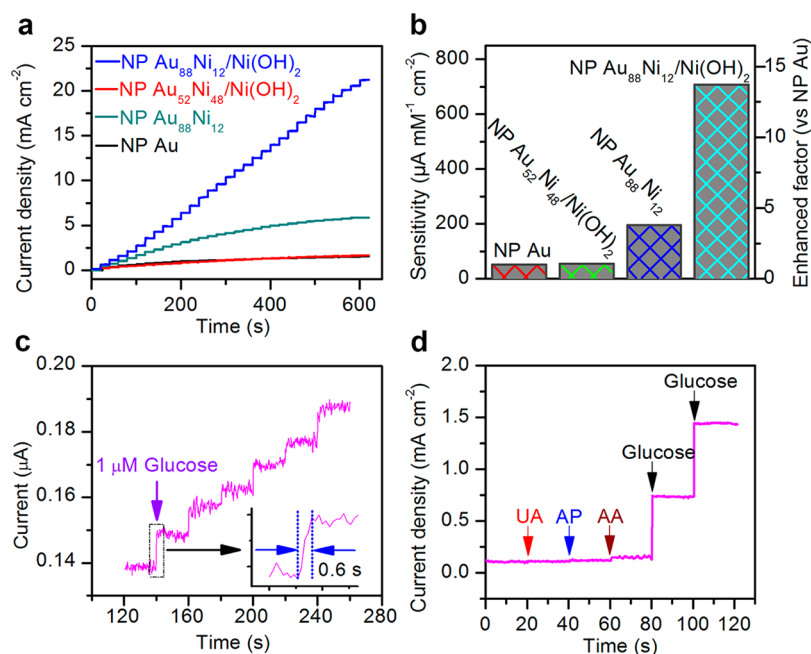 a
25
20
15
10
5
0
0
200
400
600
Time (s)
Current density (mA cm⁻²)
NP Au₈₈Ni₁₂/Ni(OH)₂
NP Au₅₂Ni₄₈/Ni(OH)₂
NP Au₈₈Ni₁₂
NP Au
b
800
600
400
200
0
Sensitivity (μA mM⁻¹ cm⁻²)
NP Au
NP Au₅₂Ni₄₈/Ni(OH)₂
NP Au₈₈Ni₁₂
NP Au₈₈Ni₁₂/Ni(OH)₂
15
10
5
0
Enhanced factor (vs NP Au)
c
0.20
0.18
0.16
0.14
100
140
180
220
260
Time (s)
Current (μA)
1 μM Glucose
0.6 s
d
2.0
1.5
1.0
0.5
0.0
0
20
40
60
80
100
120
Time (s)
Current density (mA cm⁻²)
UA
AP
AA
Glucose
Glucose